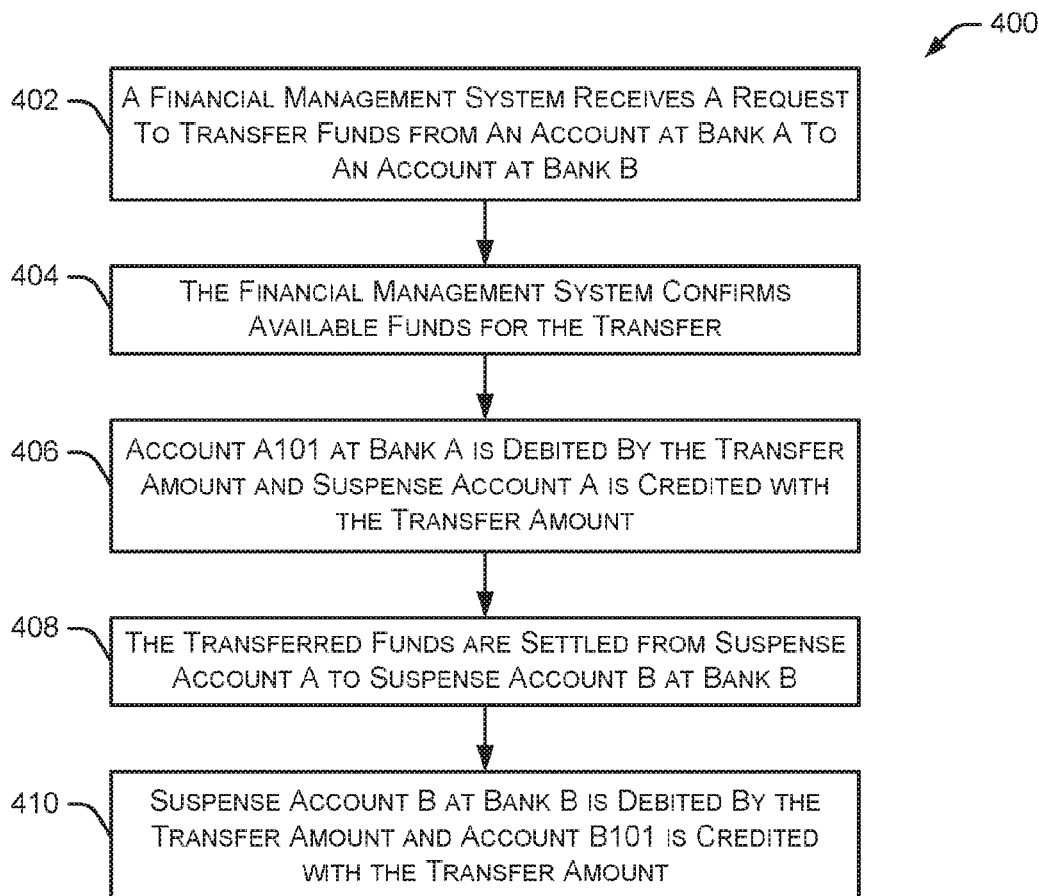 400
402
A FINANCIAL MANAGEMENT SYSTEM RECEIVES A REQUEST
TO TRANSFER FUNDS FROM AN ACCOUNT AT BANK A TO
AN ACCOUNT AT BANK B
404
THE FINANCIAL MANAGEMENT SYSTEM CONFIRMS
AVAILABLE FUNDS FOR THE TRANSFER
406
ACCOUNT A101 AT BANK A IS DEBITED BY THE TRANSFER
AMOUNT AND SUSPENSE ACCOUNT A IS CREDITED WITH
THE TRANSFER AMOUNT
408
THE TRANSFERRED FUNDS ARE SETTLED FROM SUSPENSE
ACCOUNT A TO SUSPENSE ACCOUNT B AT BANK B
410
SUSPENSE ACCOUNT B AT BANK B IS DEBITED BY THE
TRANSFER AMOUNT AND ACCOUNT B101 IS CREDITED
WITH THE TRANSFER AMOUNT